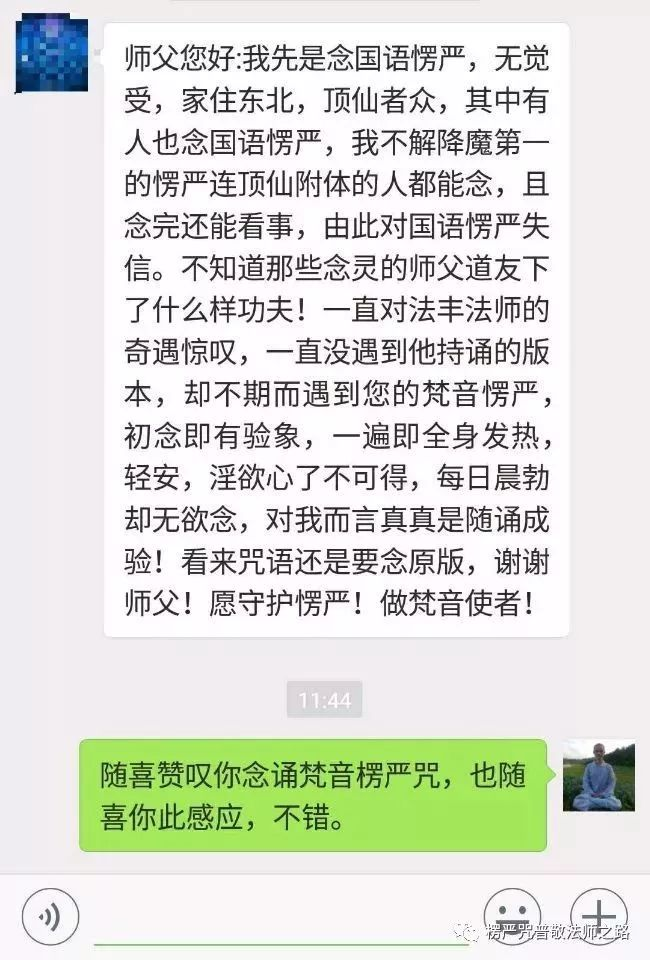 师父您好:我先是念国语愣严，无觉
受，家住东北，顶仙者众，其中有
人也念国语愣严，我不解降魔第一
的愣严连顶仙附体的人都能念，且
念完还能看事，由此对国语愣严失
信。不知道那些念灵的师父道友下
了什么样功夫！一直对法丰法师的
奇遇惊叹，一直没遇到他持诵的版
本，却不期而遇到您的梵音愣严，
初念即有验象，一遍即全身发热，
轻安，淫欲心了不可得，每日晨勃
却无欲念，对我而言真真是随诵成
验！看来咒语还是要念原版，谢谢
师父！愿守护愣严！做梵音使者！
11:44
随喜赞叹你念诵梵音楞严咒，也随
喜你此感应，不错。
楞严咒普敬法师之路